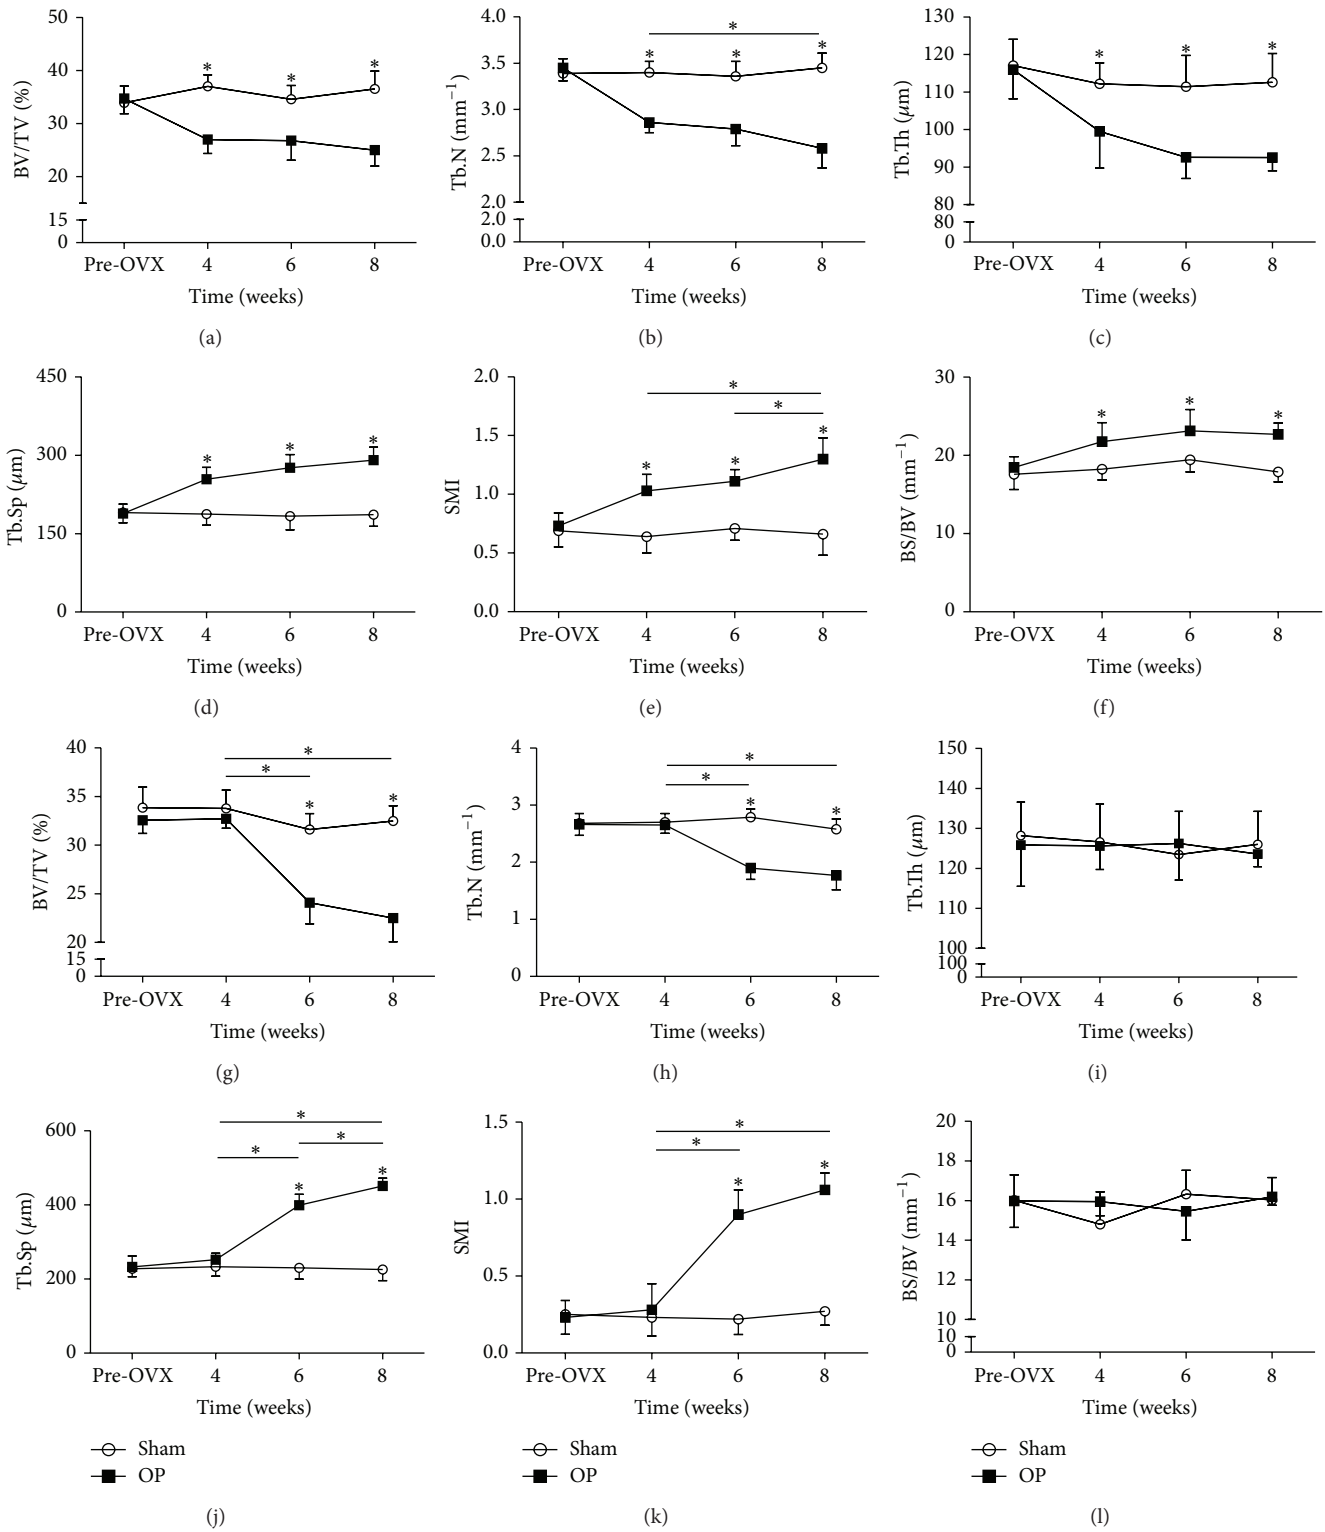 50
40
30
20
15
0
BV/TV (%)
*
*
*
Pre-OVX 4 6 8
Time (weeks)
(a)
4.0
3.5
3.0
2.5
2.0
2.0
0.0
Tb.N (mm⁻¹)
*
*
*
*
Pre-OVX 4 6 8
Time (weeks)
(b)
130
120
110
100
90
80
80
0
Tb.Th (μm)
*
*
*
Pre-OVX 4 6 8
Time (weeks)
(c)
450
300
150
0
Tb.Sp (μm)
*
*
*
Pre-OVX 4 6 8
Time (weeks)
(d)
2.0
1.5
1.0
0.5
0.0
SMI
*
*
*
*
*
Pre-OVX 4 6 8
Time (weeks)
(e)
30
20
10
0
BS/BV (mm⁻¹)
*
*
*
Pre-OVX 4 6 8
Time (weeks)
(f)
40
35
30
25
20
15
0
BV/TV (%)
*
*
*
*
Pre-OVX 4 6 8
Time (weeks)
(g)
4
3
2
1
0
Tb.N (mm⁻¹)
*
*
*
*
Pre-OVX 4 6 8
Time (weeks)
(h)
150
140
130
120
110
100
100
0
Tb.Th (μm)
Pre-OVX 4 6 8
Time (weeks)
(i)
600
400
200
0
Tb.Sp (μm)
*
*
*
*
*
Pre-OVX 4 6 8
Time (weeks)
Sham
OP
(j)
1.5
1.0
0.5
0.0
SMI
*
*
*
*
Pre-OVX 4 6 8
Time (weeks)
Sham
OP
(k)
20
18
16
14
12
10
10
0
BS/BV (mm⁻¹)
Pre-OVX 4 6 8
Time (weeks)
Sham
OP
(l)